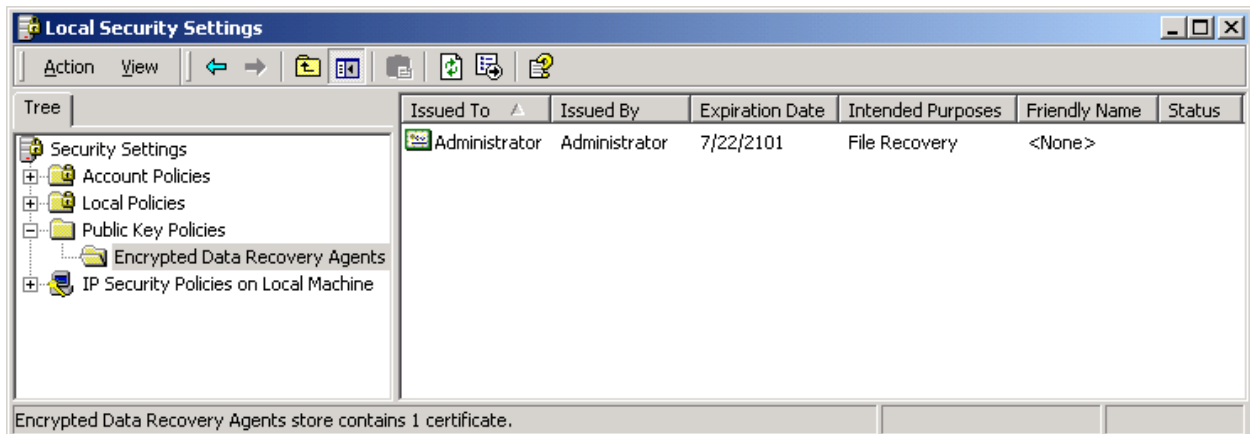 Local Security Settings
Action View
Tree
Issued To Issued By Expiration Date Intended Purposes Friendly Name Status
Administrator Administrator 7/22/2101 File Recovery <None>
Security Settings
Account Policies
Local Policies
Public Key Policies
Encrypted Data Recovery Agents
IP Security Policies on Local Machine
Encrypted Data Recovery Agents store contains 1 certificate.